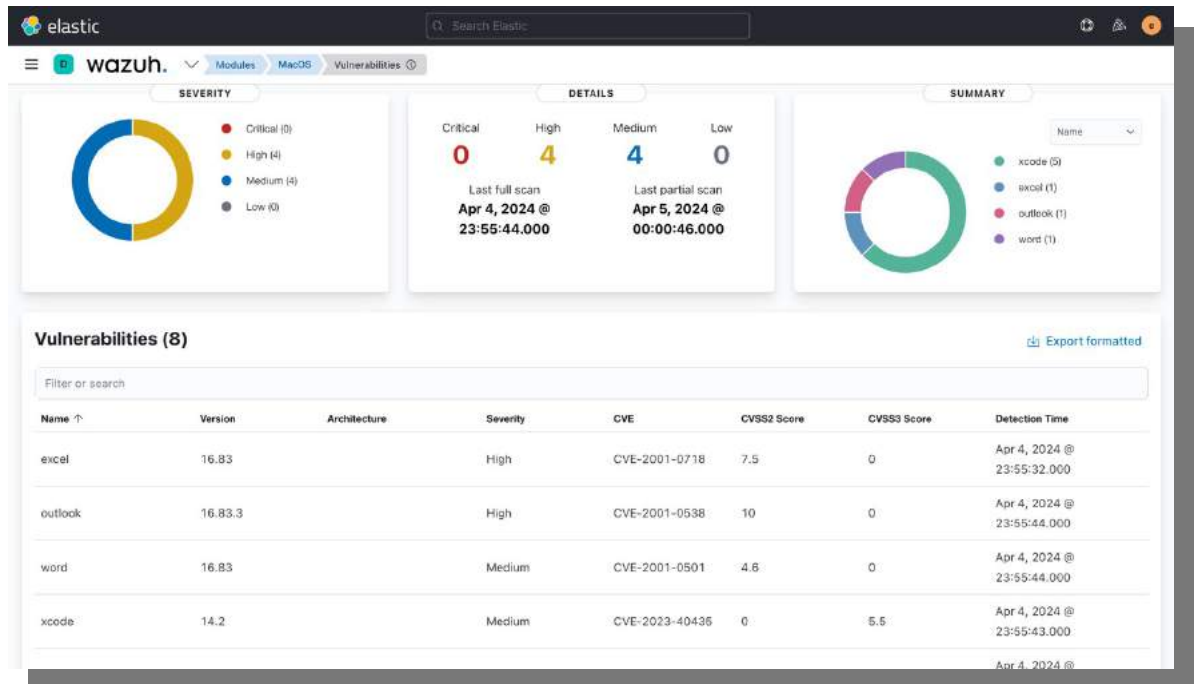 elastic
Search Elastic
e
D wazuh. Modules MacOS Vulnerabilities
SEVERITY
Critical (0)
High (4)
Medium (4)
Low (0)
DETAILS
Critical High Medium Low
0 4 4 0
Last full scan Last partial scan
Apr 4, 2024 @ Apr 5, 2024 @
23:55:44.000 00:00:46.000
SUMMARY
Name
xcode (5)
excel (1)
outlook (1)
word (1)
Vulnerabilities (8) Export formatted
Filter or search
Name Version Architecture Severity CVE CVSS2 Score CVSS3 Score Detection Time
excel 16.83 High CVE-2001-0718 7.5 0 Apr 4, 2024 @
23:55:32.000
outlook 16.83.3 High CVE-2001-0538 10 0 Apr 4, 2024 @
23:55:44.000
word 16.83 Medium CVE-2001-0501 4.6 0 Apr 4, 2024 @
23:55:44.000
xcode 14.2 Medium CVE-2023-40435 0 5.5 Apr 4, 2024 @
23:55:43.000
Apr 4, 2024 @